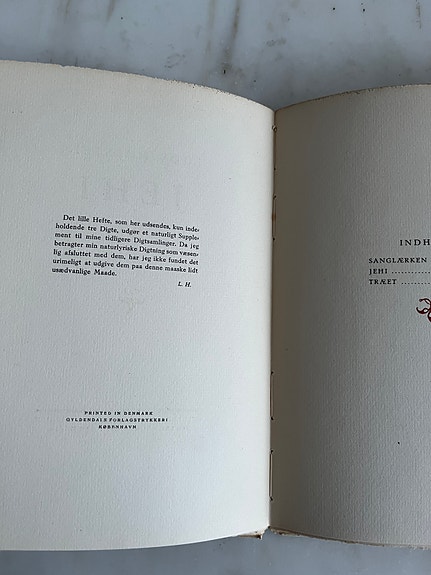 Det lille Hefte, som her udsendes, kun inde-
holdende tre Digte, udgør et naturligt Supple-
ment til mine tidligere Digtsamlinger. Da jeg
betragter min naturlyriske Digtning som væsen-
lig afsluttet med dem, har jeg ikke fundet det
urimeligt at udgive dem paa denne maaske lidt
usædvanlige Maade.
L. H.
PRINTED IN DENMARK
GYLDENDALS FORLAGSTRYKKERI
KØBENHAVN
INDH
SANGLÆRKEN
JEHI ............
TRÆET ..........